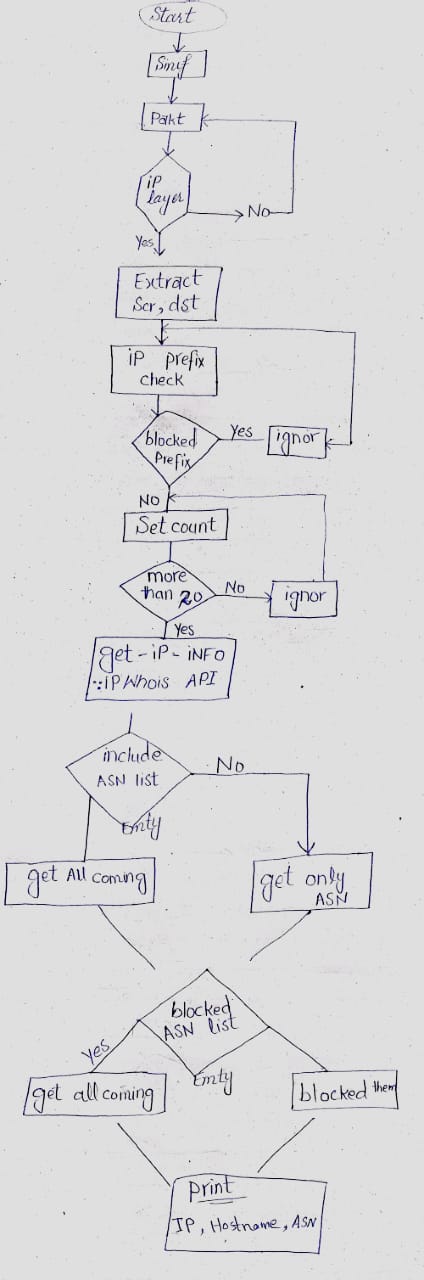 Start
Snif
Pakt
iP
layer
No
Yes
Extract
Scr, dst
iP prefix
check
blocked
Prefix
Yes
ignor
NO
Set count
more
than 20
No
ignor
Yes
get-iP-iNFO
::iPWhois API
include
ASN list
No
Emty
get All coming
get only
ASN
blocked
ASN list
yes
Emty
get all coming
blocked them
print
IP, Hostname, ASN